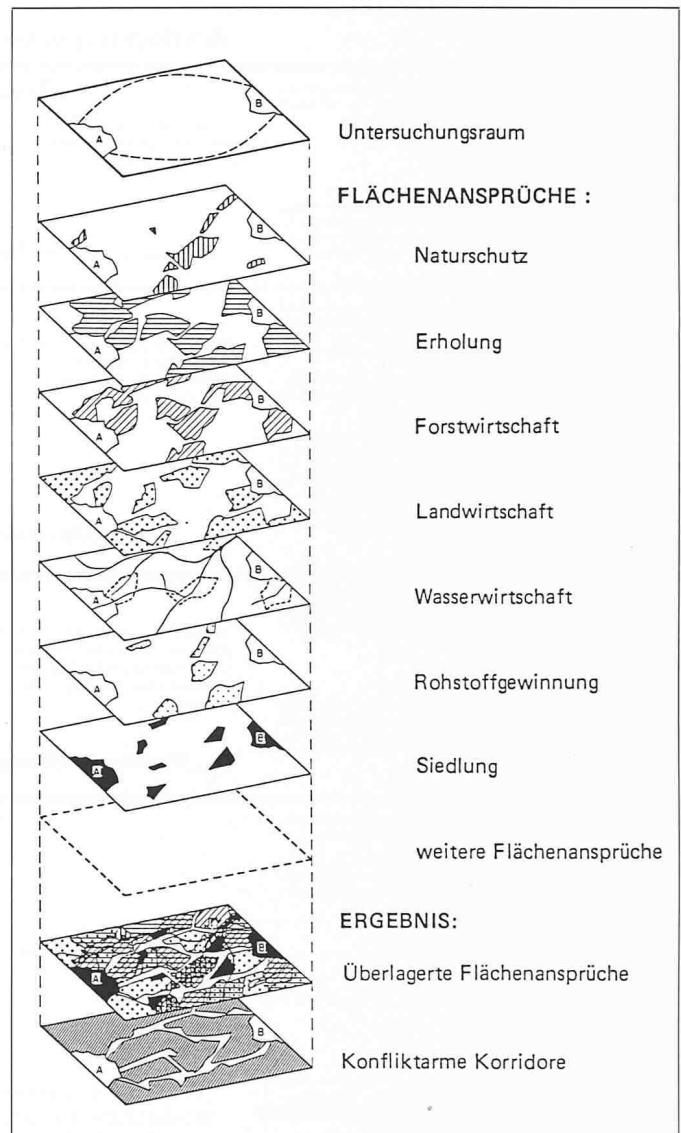 B
A
Untersuchungsraum
FLÄCHENANSPRÜCHE :
B
A
Naturschutz
B
A
Erholung
B
A
Forstwirtschaft
B
A
Landwirtschaft
B
A
Wasserwirtschaft
B
A
Rohstoffgewinnung
B
A
Siedlung
weitere Flächenansprüche
ERGEBNIS:
B
A
Überlagerte Flächenansprüche
B
A
Konfliktarme Korridore